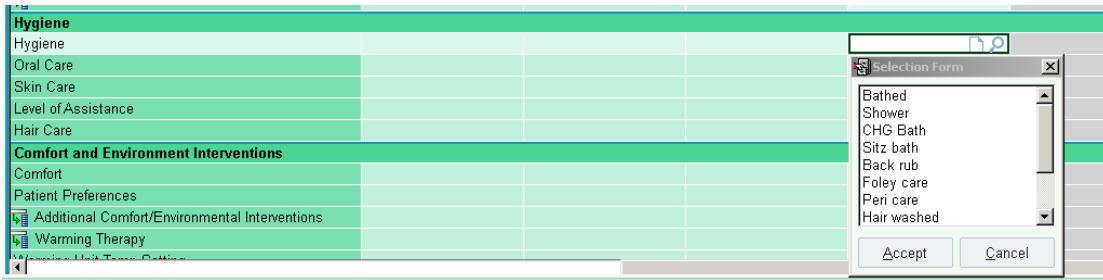 Hygiene
Hygiene
Oral Care
Selection Form
Skin Care
Bathed
Level of Assistance
Shower
Hair Care
CHG Bath
Comfort and Environment Interventions
Sitz bath
Comfort
Back rub
Patient Preferences
Foley care
Additional Comfort/Environmental Interventions
Peri care
Warming Therapy
Hair washed
Accept Cancel